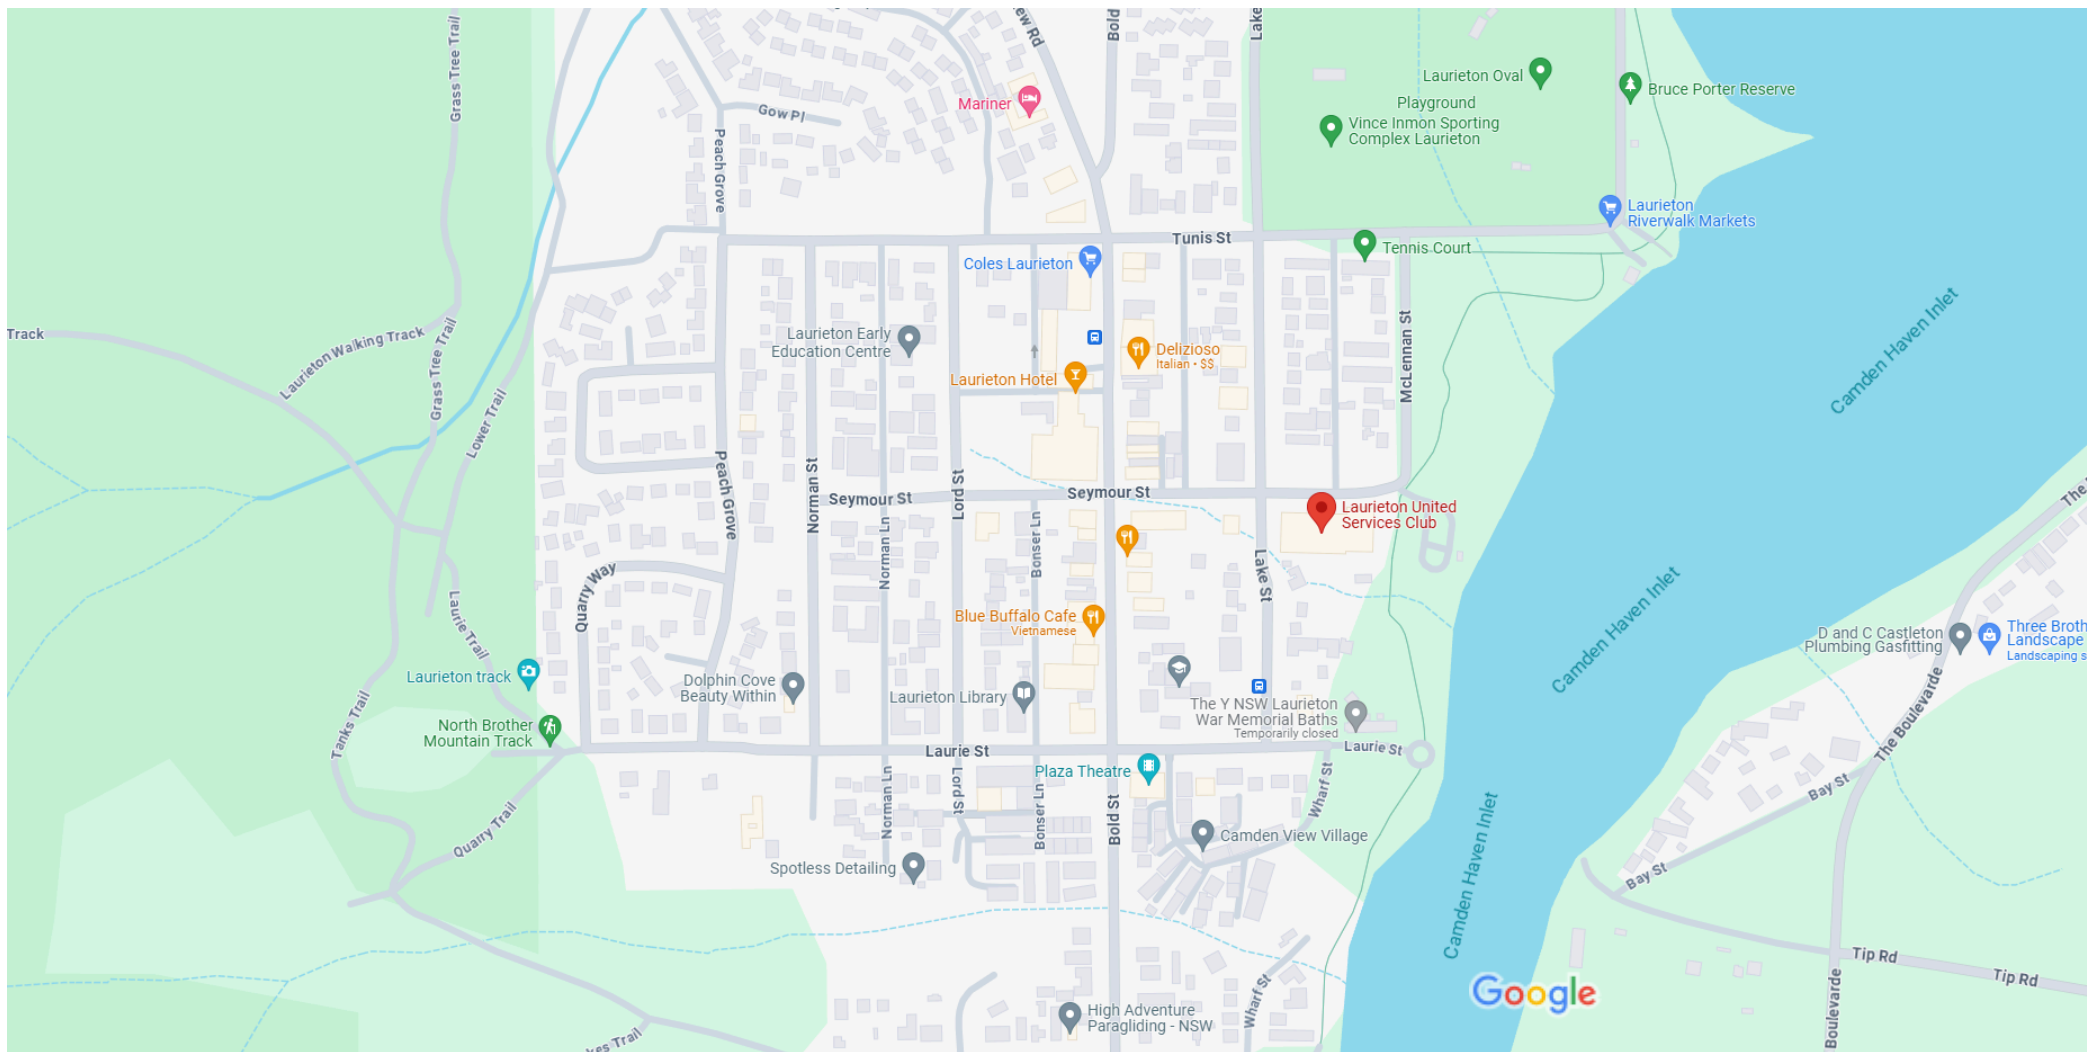 Grass Tree Trail
ew Rd
Bold
Lake
Mariner
Gow Pl
Peach Grove
Laurieton Oval
Bruce Porter Reserve
Playground
Vince Inmon Sporting
Complex Laurieton
Laurieton
Riverwalk Markets
Tunis St
Tennis Court
Coles Laurieton
Track
Laurieton Walking Track
Grass Tree Trail
Lower Trail
Laurieton Early
Education Centre
Delizioso
Italian • $$
Laurieton Hotel
McLennan St
Camden Haven Inlet
Peach Grove
Norman St
Seymour St
Lord St
Seymour St
Laurieton United
Services Club
The
Norman Ln
Bonser Ln
Lake St
Quarry Way
Laurie Trail
Blue Buffalo Cafe
Vietnamese
Camden Haven Inlet
D and C Castleton
Plumbing Gasfitting
Three Broth
Landscape
Landscaping s
Laurieton track
Dolphin Cove
Beauty Within
Laurieton Library
The Y NSW Laurieton
War Memorial Baths
Temporarily closed
North Brother
Mountain Track
Tanks Trail
Laurie St
Laurie St
The Boulevarde
Plaza Theatre
Wharf St
Bay St
Norman Ln
Lord St
Bonser Ln
Bold St
Quarry Trail
Camden View Village
Spotless Detailing
Bay St
Camden Haven Inlet
Tip Rd
Tip Rd
Google
Wharf St
High Adventure
Paragliding - NSW
Boulevarde
kes Trail